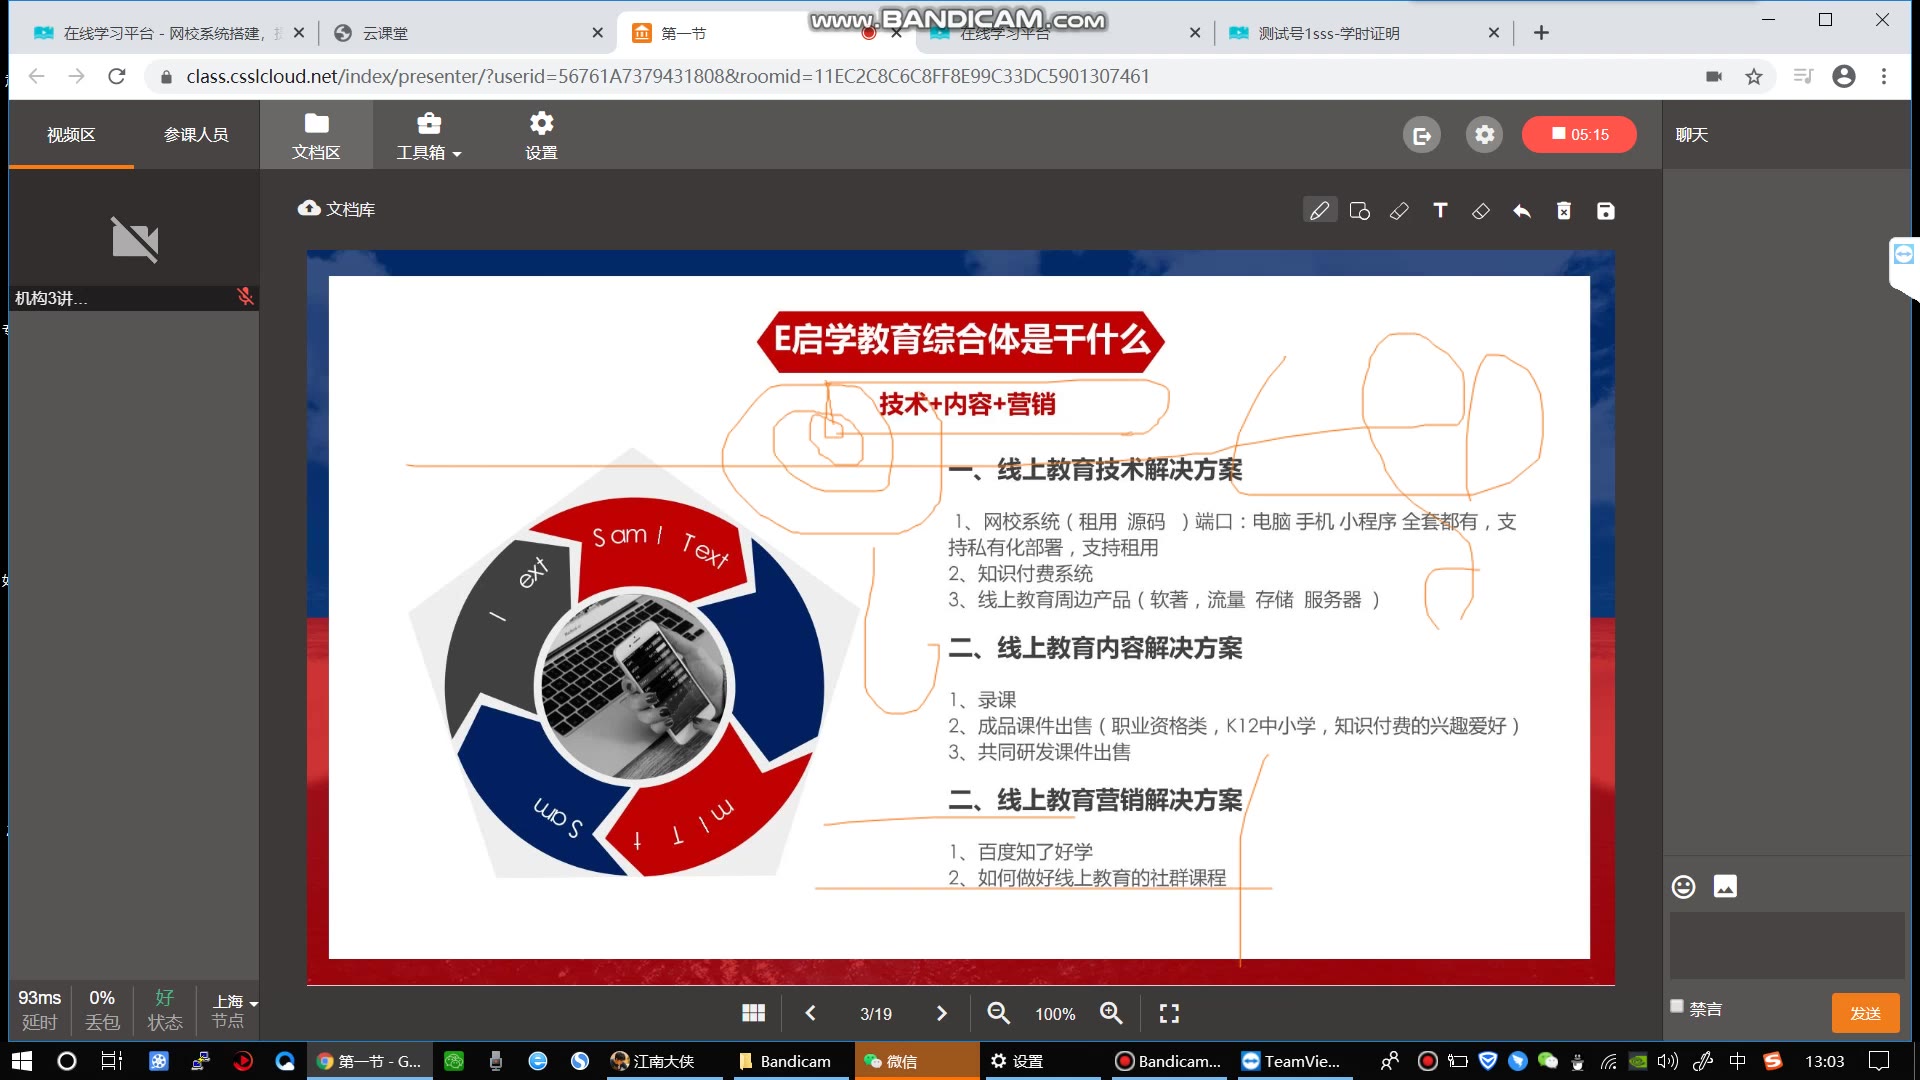 www.BANDICAM.com
在线学习平台 - 网校系统搭建,
云课堂
第一节
在线学习平台
测试号1sss-学时证明
class.csslcloud.net/index/presenter/?userid=56761A7379431808&roomid=11EC2C8C6C8FF8E99C33DC5901307461
视频区
参课人员
文档区
工具箱
设置
05:15
聊天
文档库
机构3讲...
E启学教育综合体是干什么
技术+内容+营销
一、线上教育技术解决方案
1、网校系统（租用 源码 ）端口：电脑 手机 小程序 全套都有，支
持私有化部署，支持租用
2、知识付费系统
3、线上教育周边产品（软著，流量 存储 服务器 ）
二、线上教育内容解决方案
1、录课
2、成品课件出售（职业资格类，K12中小学，知识付费的兴趣爱好）
3、共同研发课件出售
二、线上教育营销解决方案
1、百度知了好学
2、如何做好线上教育的社群课程
Saml Text
l ext
Sam
m l T t
93ms
延时
0%
丢包
好
状态
上海
节点
3/19
100%
禁言
发送
第一节 - G...
江南大侠
Bandicam
微信
设置
Bandicam...
TeamVie...
中
13:03